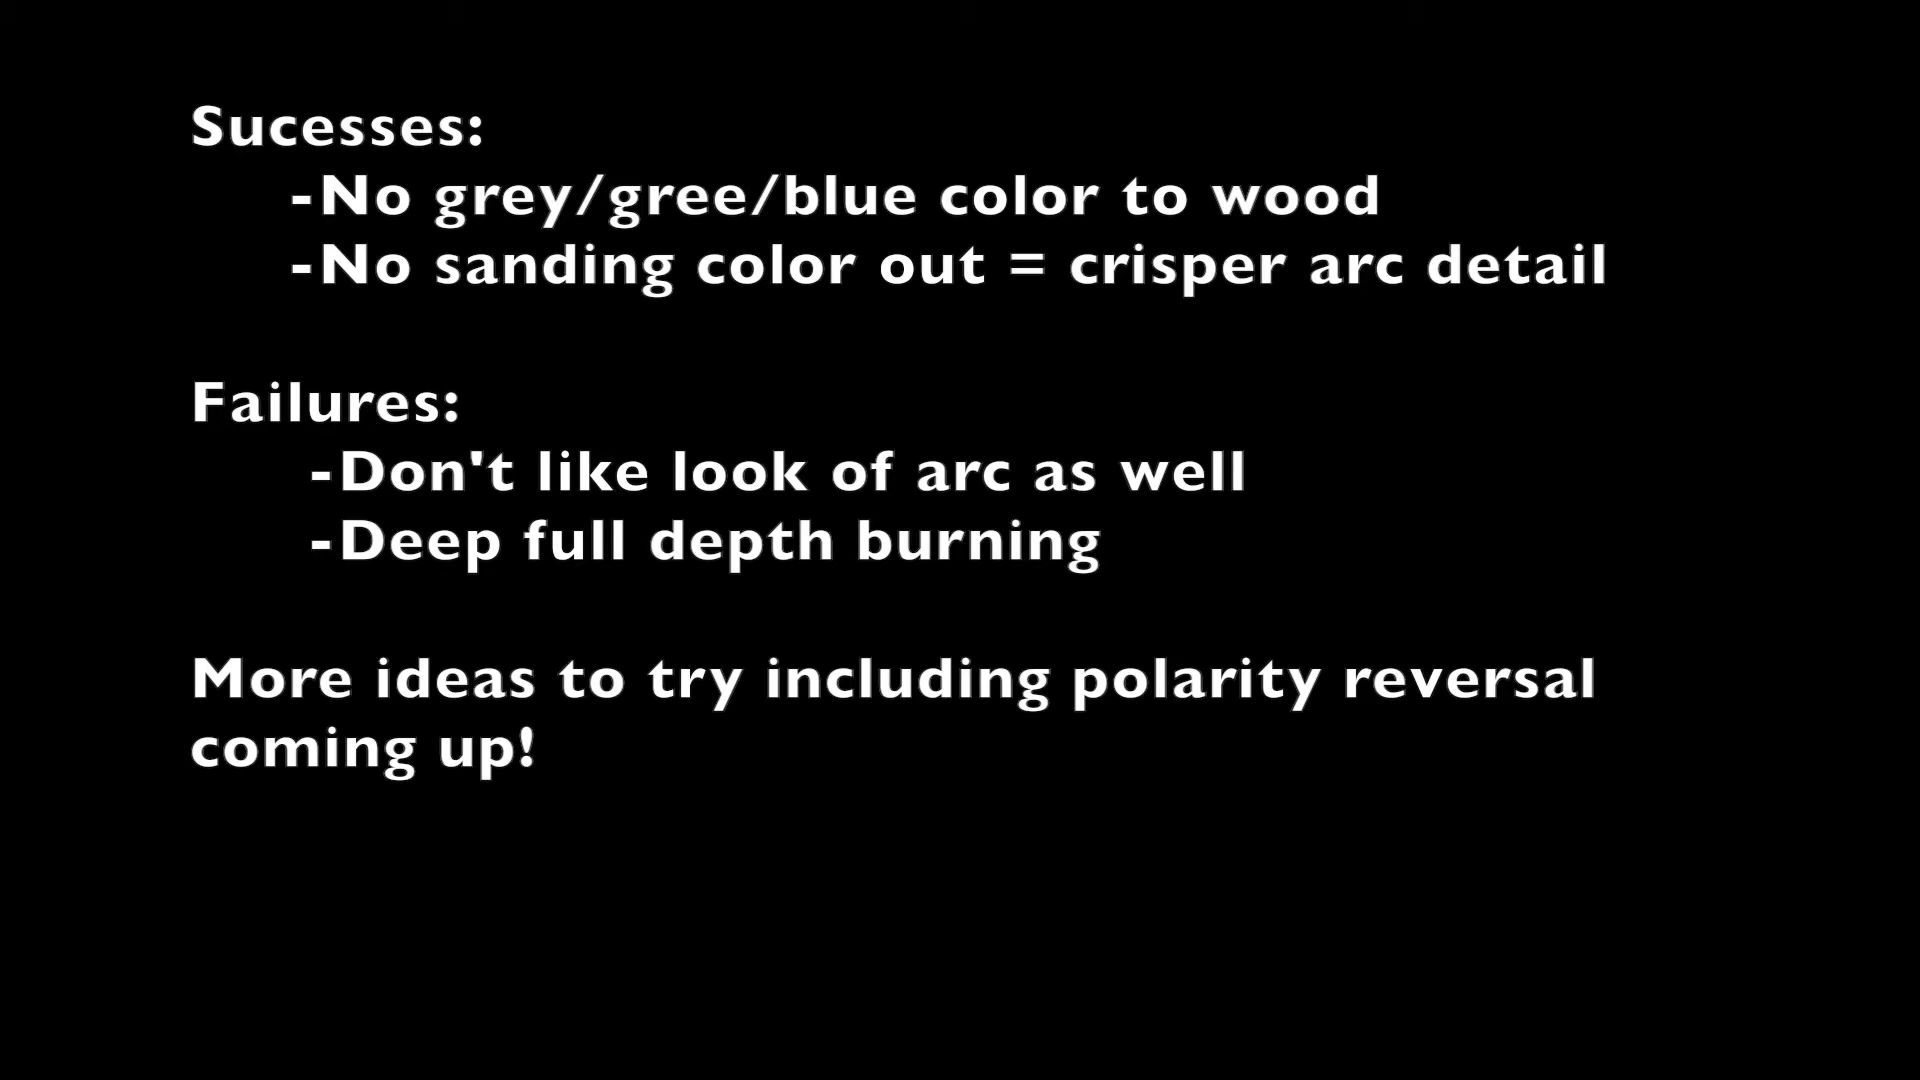 Sucesses:
-No grey/gree/blue color to wood
-No sanding color out = crisper arc detail
Failures:
-Don't like look of arc as well
-Deep full depth burning
More ideas to try including polarity reversal
coming up!